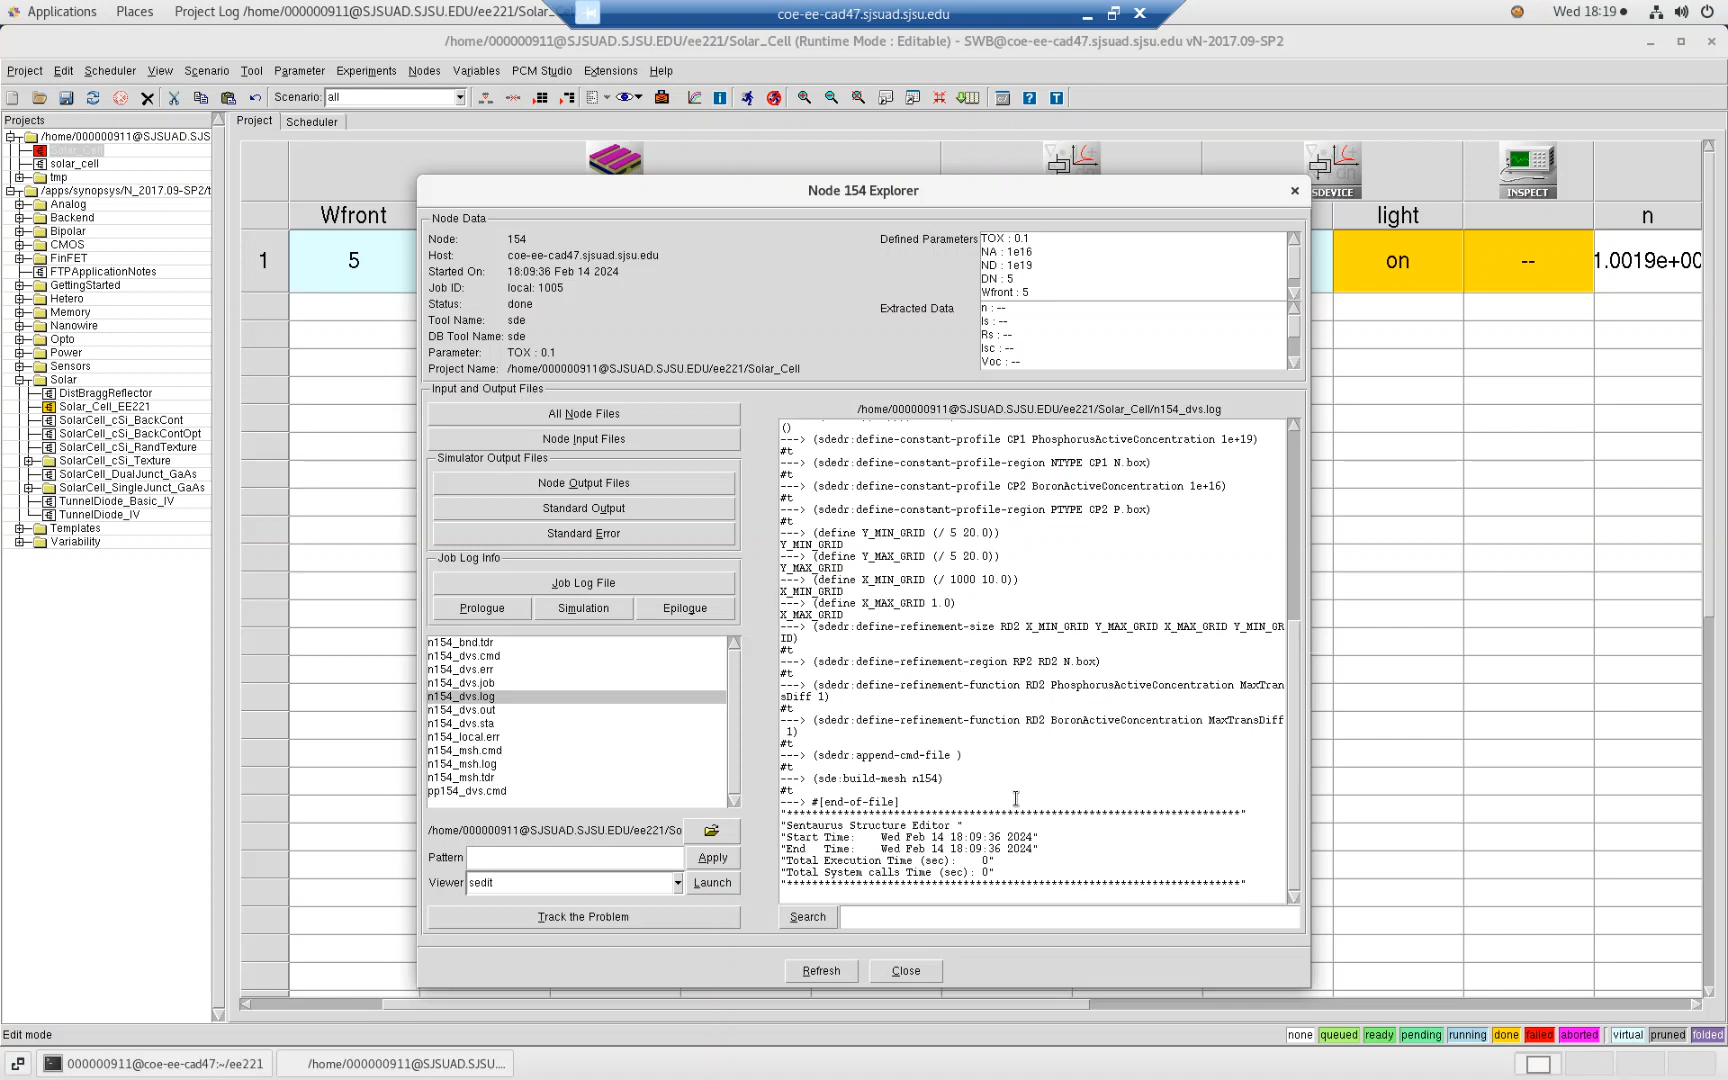 Applications Places Project Log /home/000000911@SJSUAD.SJSU.EDU/ee221/Solar_
coe-ee-cad47.sjsuad.sjsu.edu
Wed 18:19
/home/000000911@SJSUAD.SJSU.EDU/ee221/Solar_Cell (Runtime Mode : Editable) - SWB@coe-ee-cad47.sjsuad.sjsu.edu vN-2017.09-SP2
Project Edit Scheduler View Scenario Tool Parameter Experiments Nodes Variables PCM Studio Extensions Help
Scenario: all
Projects
Project Scheduler
/home/000000911@SJSUAD.SJS
Solar_Cell
solar_cell
tmp
/apps/synopsys/N_2017.09-SP2/t
Analog
Backend
Bipolar
CMOS
FinFET
FTPApplicationNotes
GettingStarted
Hetero
Memory
Nanowire
Opto
Power
Sensors
Solar
DistBraggReflector
Solar_Cell_EE221
SolarCell_cSi_BackCont
SolarCell_cSi_BackContOpt
SolarCell_cSi_RandTexture
SolarCell_cSi_Texture
SolarCell_DualJunct_GaAs
SolarCell_SingleJunct_GaAs
TunnelDiode_Basic_IV
TunnelDiode_IV
Templates
Variability
SDEVICE INSPECT
Wfront light n
1 5 on -- 1.0019e+00
Node 154 Explorer
Node Data
Node: 154
Host: coe-ee-cad47.sjsuad.sjsu.edu
Started On: 18:09:36 Feb 14 2024
Job ID: local: 1005
Status: done
Tool Name: sde
DB Tool Name: sde
Parameter: TOX : 0.1
Project Name: /home/000000911@SJSUAD.SJSU.EDU/ee221/Solar_Cell
Defined Parameters
TOX : 0.1
NA : 1e16
ND : 1e19
DN : 5
Wfront : 5
Extracted Data
n : --
Is : --
Rs : --
Isc : --
Voc : --
Input and Output Files
All Node Files
Node Input Files
Simulator Output Files
Node Output Files
Standard Output
Standard Error
Job Log Info
Job Log File
Prologue Simulation Epilogue
n154_bnd.tdr
n154_dvs.cmd
n154_dvs.err
n154_dvs.job
n154_dvs.log
n154_dvs.out
n154_dvs.sta
n154_local.err
n154_msh.cmd
n154_msh.log
n154_msh.tdr
pp154_dvs.cmd
/home/000000911@SJSUAD.SJSU.EDU/ee221/So
Pattern Apply
Viewer sedit Launch
Track the Problem
/home/000000911@SJSUAD.SJSU.EDU/ee221/Solar_Cell/n154_dvs.log
()
---> (sdedr:define-constant-profile CP1 PhosphorusActiveConcentration 1e+19)
#t
---> (sdedr:define-constant-profile-region NTYPE CP1 N.box)
#t
---> (sdedr:define-constant-profile CP2 BoronActiveConcentration 1e+16)
#t
---> (sdedr:define-constant-profile-region PTYPE CP2 P.box)
#t
---> (define Y_MIN_GRID (/ 5 20.0))
Y_MIN_GRID
---> (define Y_MAX_GRID (/ 5 20.0))
Y_MAX_GRID
---> (define X_MIN_GRID (/ 1000 10.0))
X_MIN_GRID
---> (define X_MAX_GRID 1.0)
X_MAX_GRID
---> (sdedr:define-refinement-size RD2 X_MIN_GRID Y_MAX_GRID X_MAX_GRID Y_MIN_GR
ID)
#t
---> (sdedr:define-refinement-region RP2 RD2 N.box)
#t
---> (sdedr:define-refinement-function RD2 PhosphorusActiveConcentration MaxTran
sDiff 1)
#t
---> (sdedr:define-refinement-function RD2 BoronActiveConcentration MaxTransDiff
1)
#t
---> (sdedr:append-cmd-file )
#t
---> (sde:build-mesh n154)
#t
---> #[end-of-file]
"Sentaurus Structure Editor "
"Start Time: Wed Feb 14 18:09:36 2024"
"End Time: Wed Feb 14 18:09:36 2024"
"Total Execution Time (sec): 0"
"Total System calls Time (sec): 0"
Search
Refresh Close
Edit mode
none queued ready pending running done failed aborted virtual pruned folded
000000911@coe-ee-cad47:~/ee221 /home/000000911@SJSUAD.SJSU....